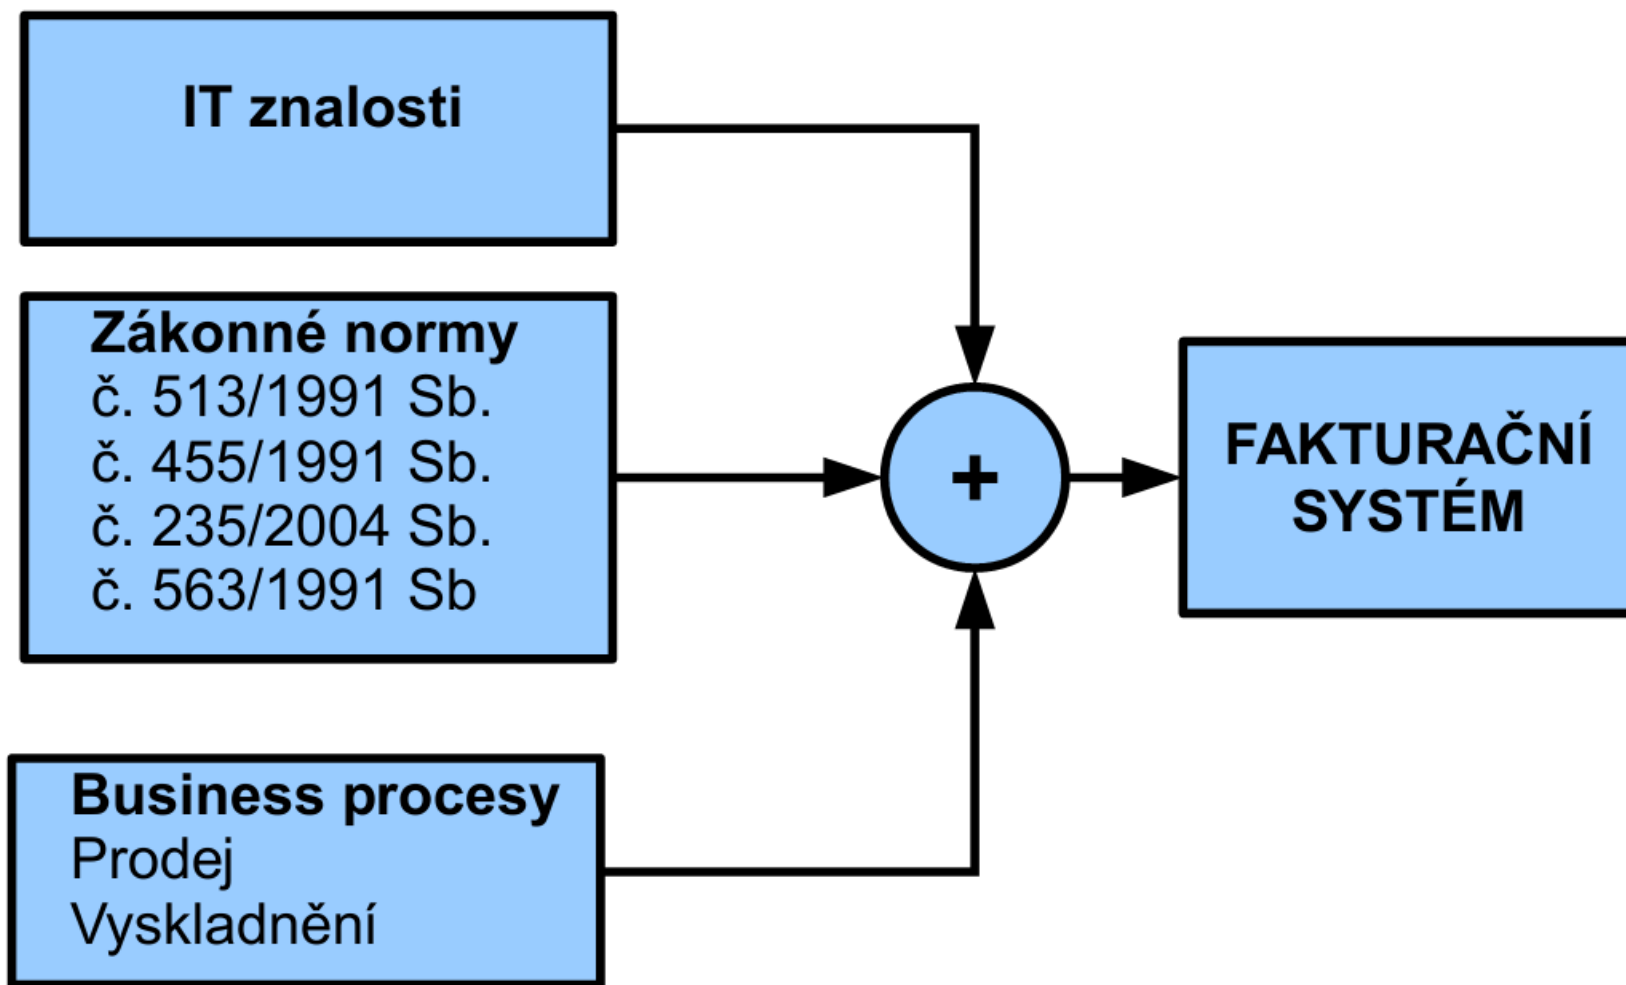 IT znalosti
Zákonné normy
č. 513/1991 Sb.
č. 455/1991 Sb.
č. 235/2004 Sb.
č. 563/1991 Sb
Business procesy
Prodej
Vyskladnění
+
FAKTURAČNÍ
SYSTÉM